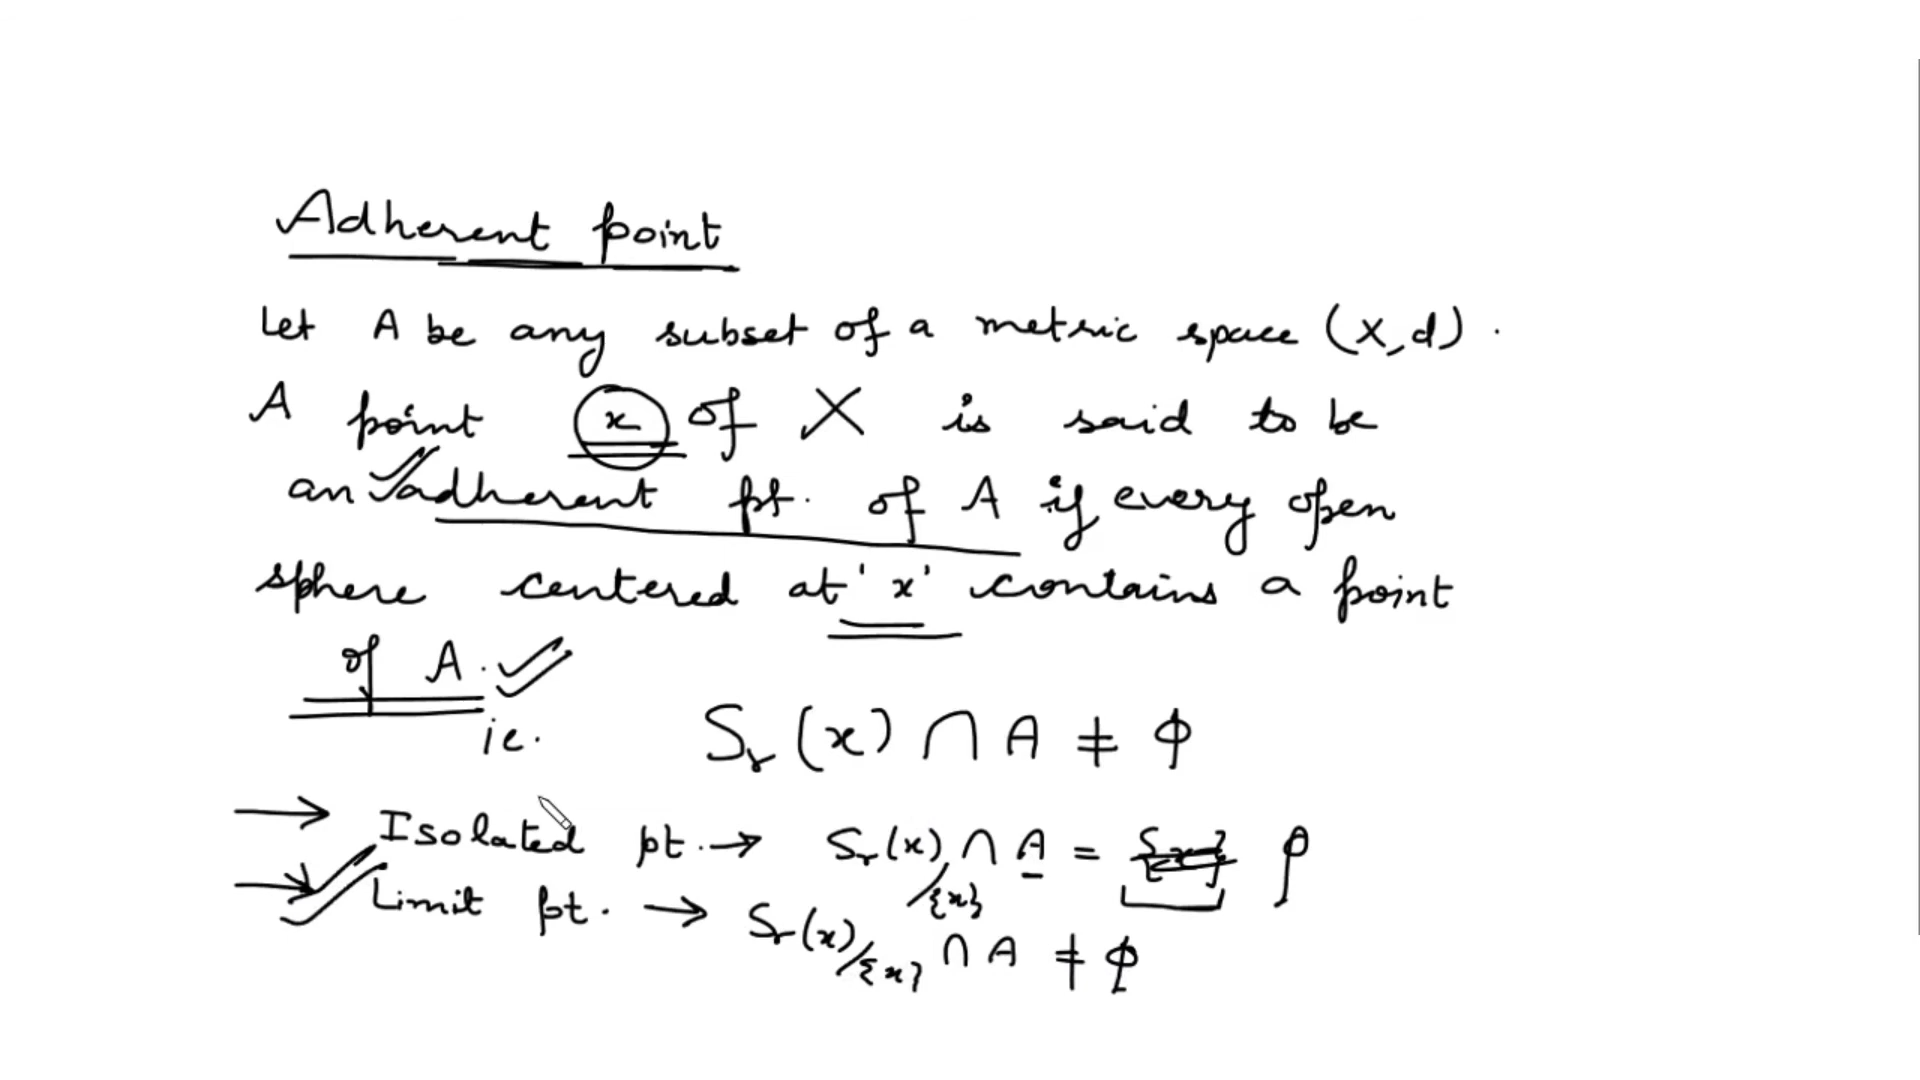 Adherent point
Let A be any subset of a metric space (X,d).
A point x of X is said to be
an adherent pt. of A if every open
sphere centered at 'x' contains a point
of A.
ie. Sr(x) ∩ A ≠ ϕ
→ Isolated pt. → Sr(x)/{x} ∩ A = ϕ
→ Limit pt. → Sr(x)/{x} ∩ A ≠ ϕ